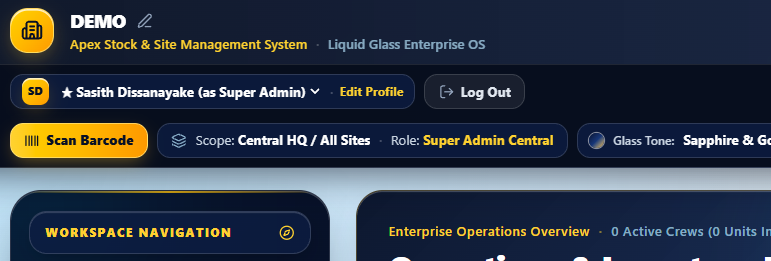 DEMO
Apex Stock & Site Management System · Liquid Glass Enterprise OS
SD ★ Sasith Dissanayake (as Super Admin) · Edit Profile Log Out
Scan Barcode Scope: Central HQ / All Sites · Role: Super Admin Central Glass Tone: Sapphire &
WORKSPACE NAVIGATION
Enterprise Operations Overview · 0 Active Crews (0 Units